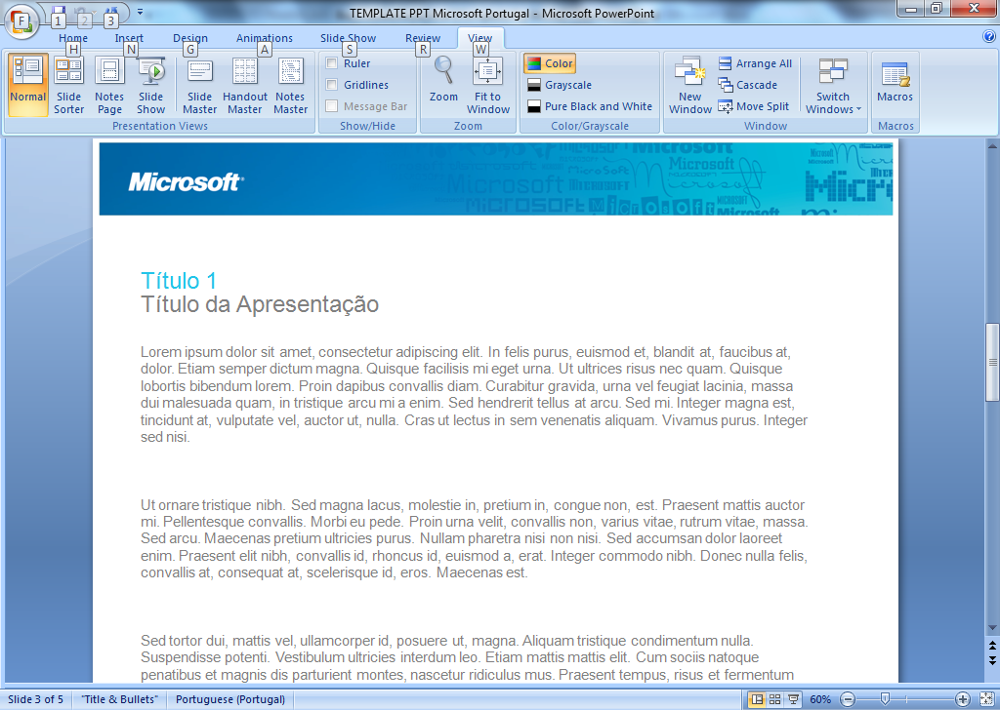 TEMPLATE PPT Microsoft Portugal - Microsoft PowerPoint
F
1
2
3
Home
Insert
Design
Animations
Slide Show
Review
View
H
N
G
A
S
R
W
Normal
Slide Sorter
Notes Page
Slide Show
Slide Master
Handout Master
Notes Master
Presentation Views
Ruler
Gridlines
Message Bar
Show/Hide
Zoom
Fit to Window
Zoom
Color
Grayscale
Pure Black and White
Color/Grayscale
New Window
Arrange All
Cascade
Move Split
Switch Windows
Window
Macros
Macros
Microsoft
Título 1
Título da Apresentação
Lorem ipsum dolor sit amet, consectetur adipiscing elit. In felis purus, euismod et, blandit at, faucibus at,
dolor. Etiam semper dictum magna. Quisque facilisis mi eget urna. Ut ultrices risus nec quam. Quisque
lobortis bibendum lorem. Proin dapibus convallis diam. Curabitur gravida, urna vel feugiat lacinia, massa
dui malesuada quam, in tristique arcu mi a enim. Sed hendrerit tellus at arcu. Sed mi. Integer magna est,
tincidunt at, vulputate vel, auctor ut, nulla. Cras ut lectus in sem venenatis aliquam. Vivamus purus. Integer
sed nisi.
Ut ornare tristique nibh. Sed magna lacus, molestie in, pretium in, congue non, est. Praesent mattis auctor
mi. Pellentesque convallis. Morbi eu pede. Proin urna velit, convallis non, varius vitae, rutrum vitae, massa.
Sed arcu. Maecenas pretium ultricies purus. Nullam pharetra nisi non nisi. Sed accumsan dolor laoreet
enim. Praesent elit nibh, convallis id, rhoncus id, euismod a, erat. Integer commodo nibh. Donec nulla felis,
convallis at, consequat at, scelerisque id, eros. Maecenas est.
Sed tortor dui, mattis vel, ullamcorper id, posuere ut, magna. Aliquam tristique condimentum nulla.
Suspendisse potenti. Vestibulum ultricies interdum leo. Etiam mattis mattis elit. Cum sociis natoque
penatibus et magnis dis parturient montes, nascetur ridiculus mus. Praesent tempus, risus et fermentum
Slide 3 of 5
"Title & Bullets"
Portuguese (Portugal)
60%